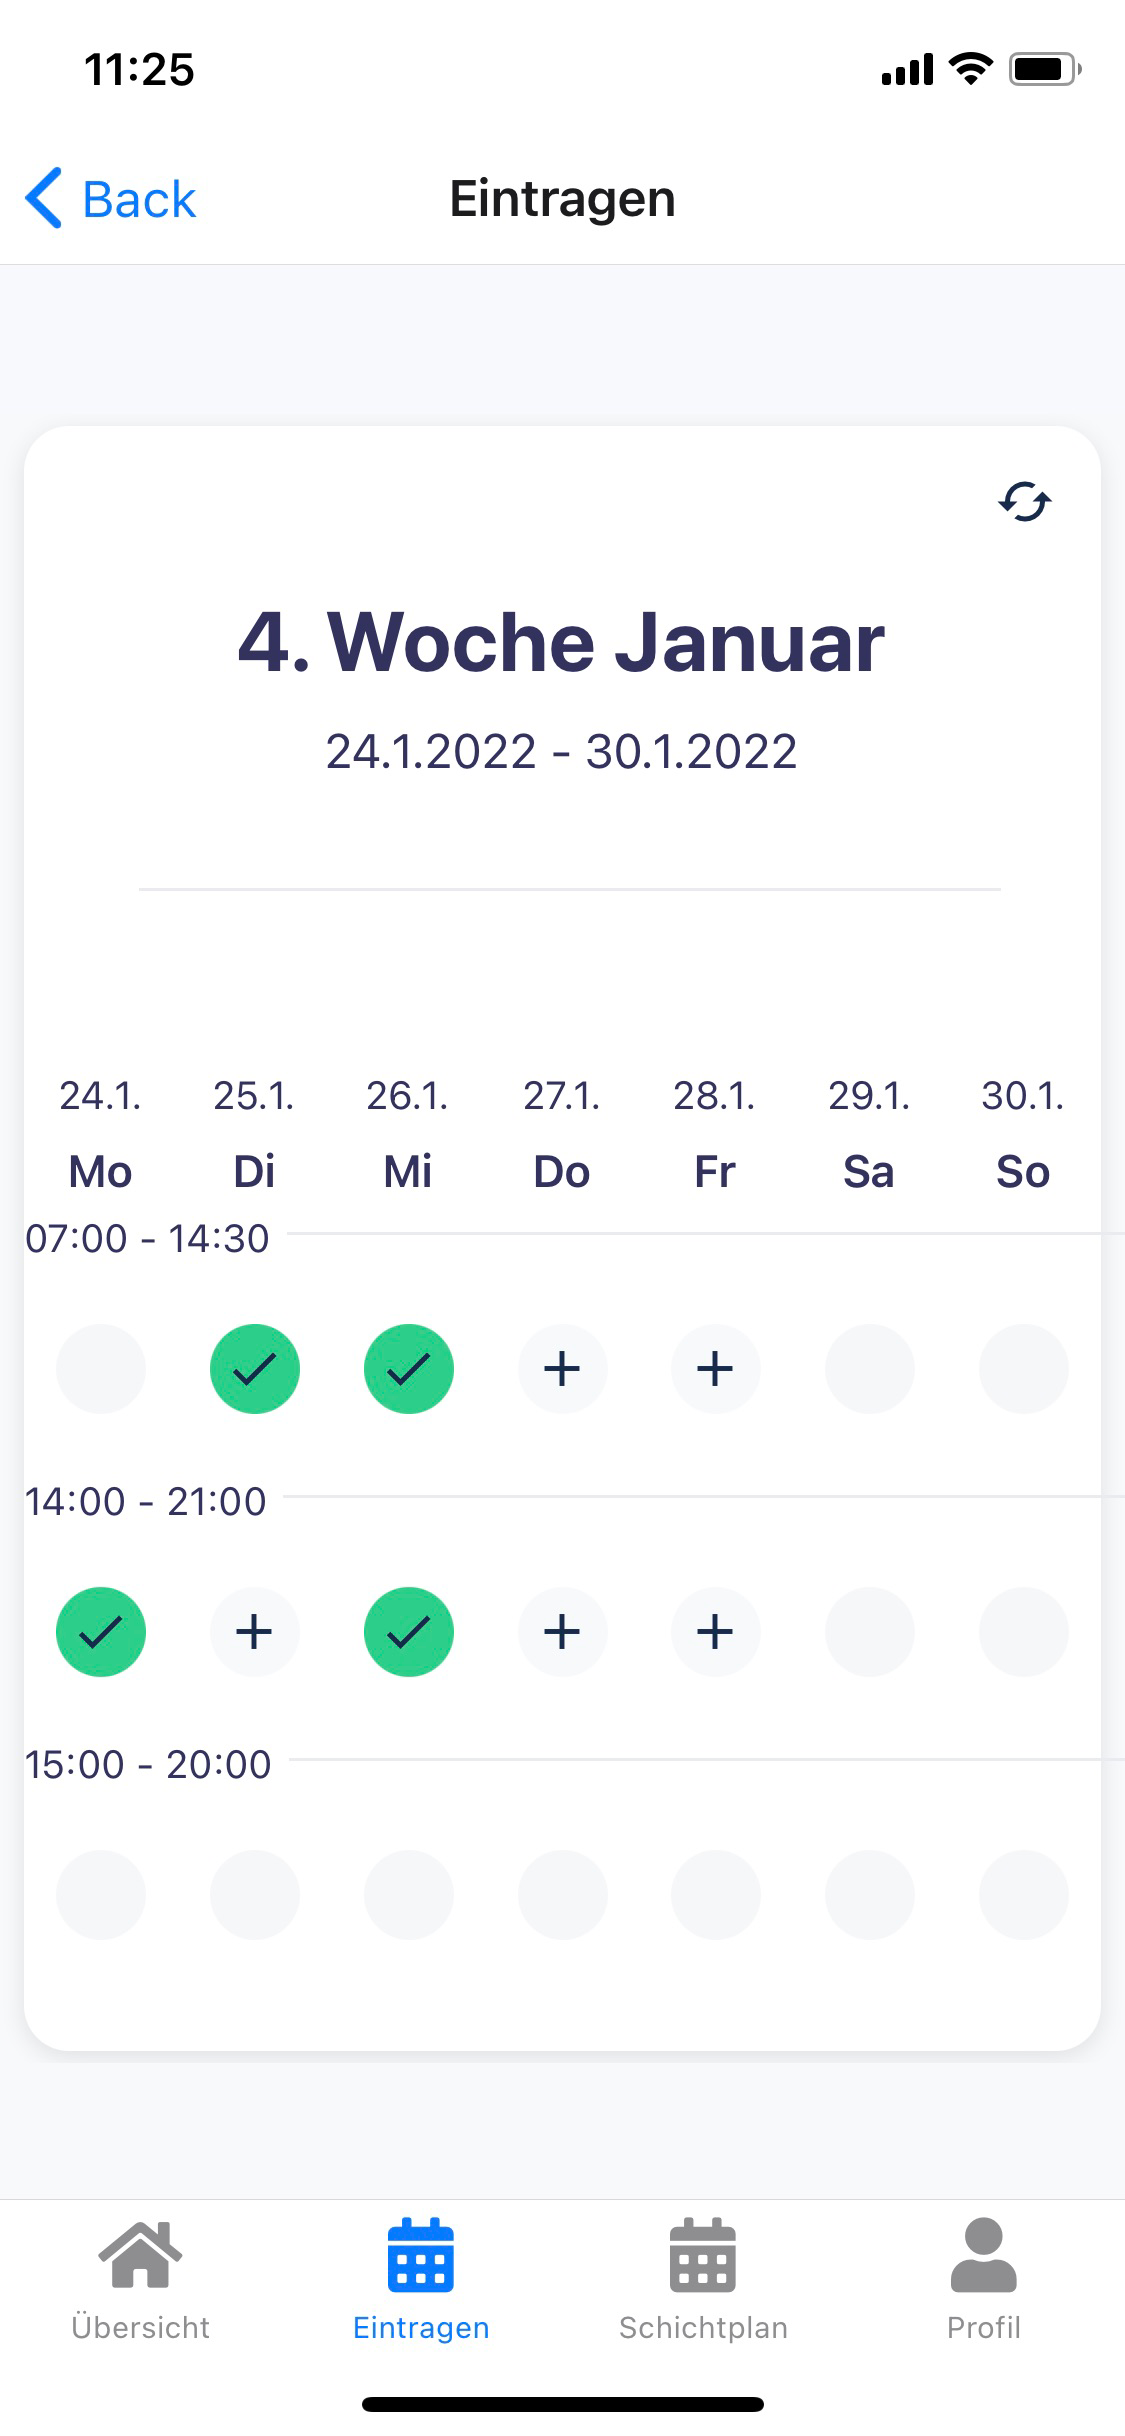 11:25
Back
Eintragen
4. Woche Januar
24.1.2022 - 30.1.2022
24.1. 25.1. 26.1. 27.1. 28.1. 29.1. 30.1.
Mo Di Mi Do Fr Sa So
07:00 - 14:30
14:00 - 21:00
15:00 - 20:00
Übersicht Eintragen Schichtplan Profil